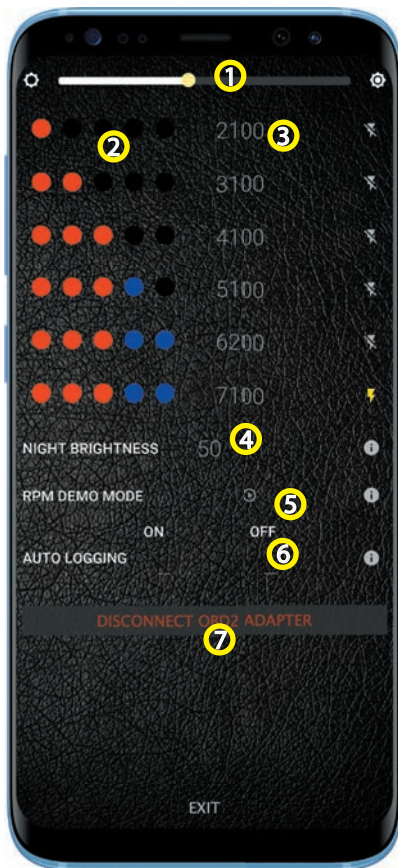 1
2
2100
3
3100
4100
5100
6200
7100
NIGHT BRIGHTNESS 50 4
RPM DEMO MODE
5
ON OFF
AUTO LOGGING 6
DISCONNECT OBD2 ADAPTER
7
EXIT